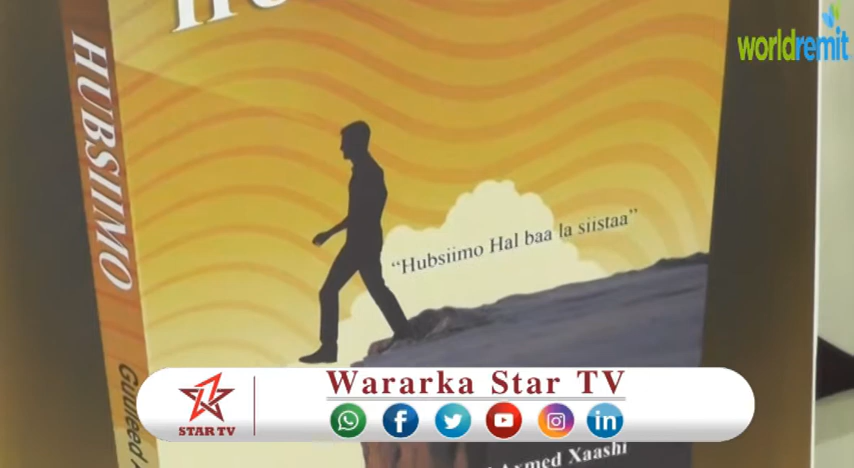 worldremit
HUBSIIMO
"Hubsiimo Hal baa la siistaa"
Guuleed
Wararka Star TV
STAR TV
Axmed Xaashi